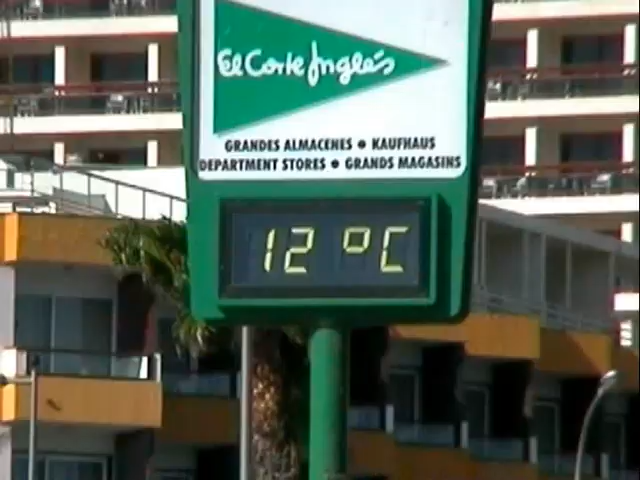 El Corte Inglés
GRANDES ALMACENES • KAUFHAUS
DEPARTMENT STORES • GRANDS MAGASINS
12 ºC